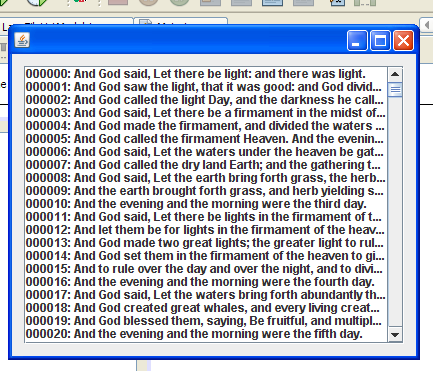 000000: And God said, Let there be light: and there was light.
000001: And God saw the light, that it was good: and God divid...
000002: And God called the light Day, and the darkness he call...
000003: And God said, Let there be a firmament in the midst of...
000004: And God made the firmament, and divided the waters ...
000005: And God called the firmament Heaven. And the evenin...
000006: And God said, Let the waters under the heaven be gat...
000007: And God called the dry land Earth; and the gathering t...
000008: And God said, Let the earth bring forth grass, the herb...
000009: And the earth brought forth grass, and herb yielding s...
000010: And the evening and the morning were the third day.
000011: And God said, Let there be lights in the firmament of t...
000012: And let them be for lights in the firmament of the heav...
000013: And God made two great lights; the greater light to rul...
000014: And God set them in the firmament of the heaven to gi...
000015: And to rule over the day and over the night, and to divi...
000016: And the evening and the morning were the fourth day.
000017: And God said, Let the waters bring forth abundantly th...
000018: And God created great whales, and every living creat...
000019: And God blessed them, saying, Be fruitful, and multipl...
000020: And the evening and the morning were the fifth day.